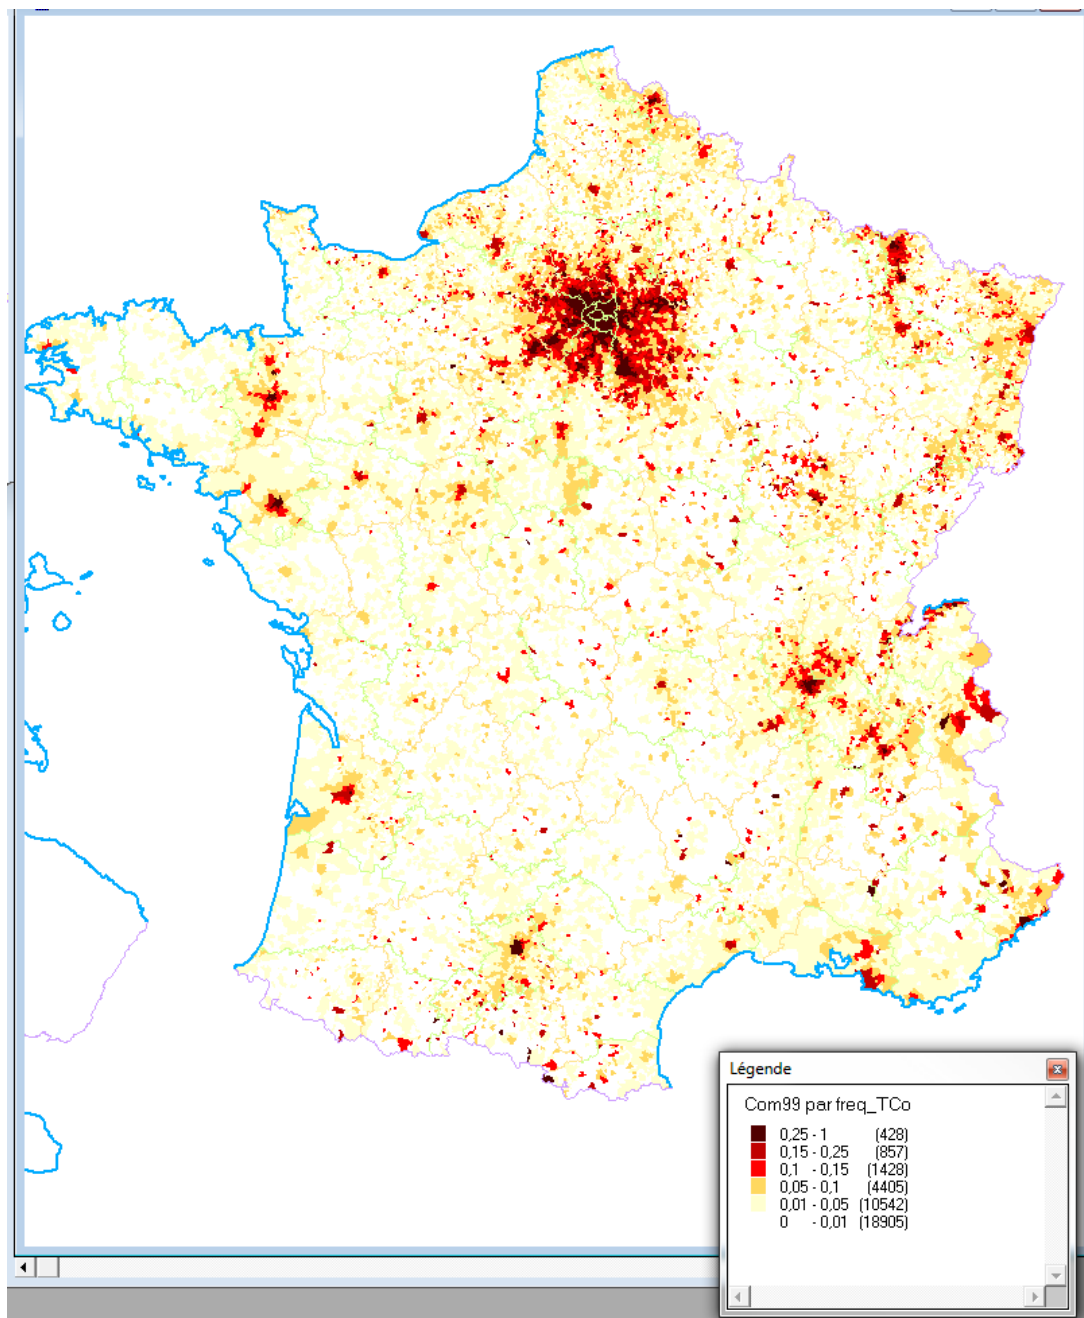 Légende
Com99 par freq_TCo
0,25 - 1 (428)
0,15 - 0,25 (857)
0,1 - 0,15 (1428)
0,05 - 0,1 (4405)
0,01 - 0,05 (10542)
0 - 0,01 (18905)